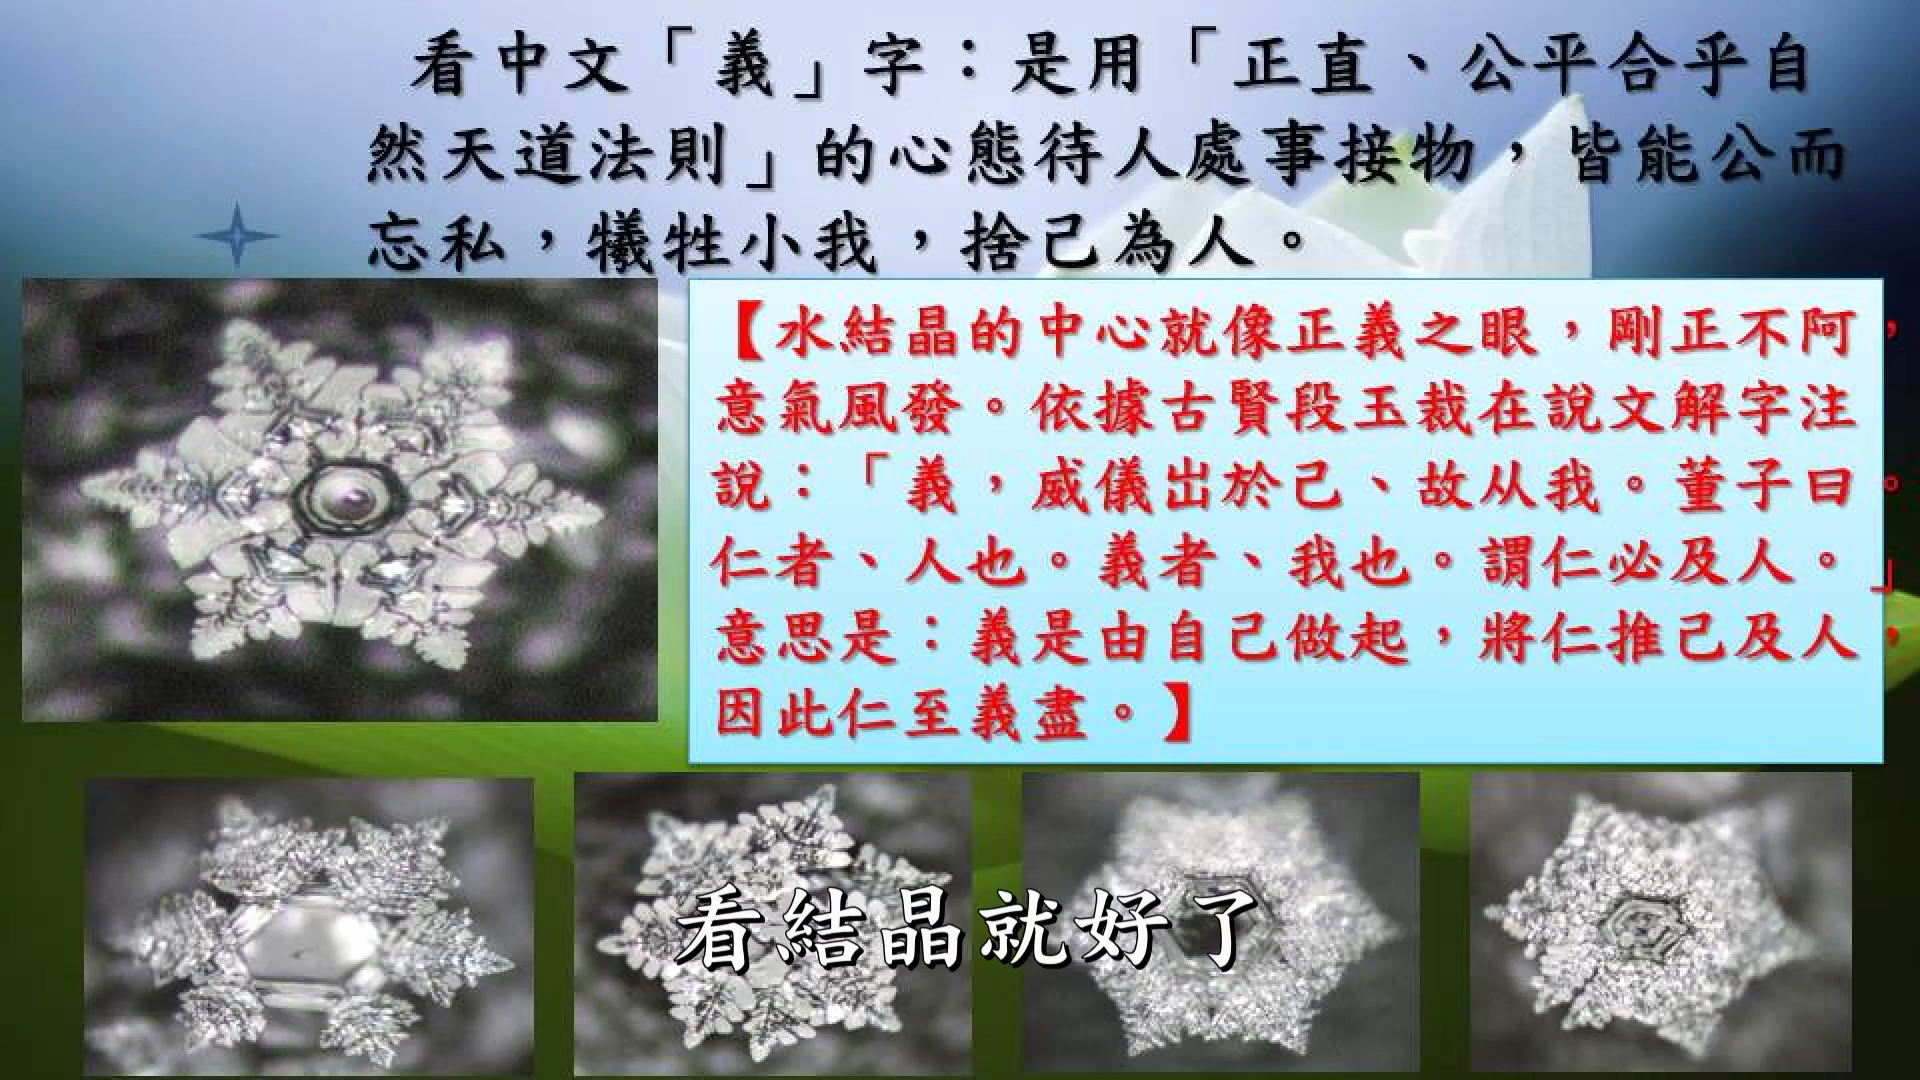 看中文「義」字：是用「正直、公平合乎自
然天道法則」的心態待人處事接物，皆能公而
忘私，犧牲小我，捨己為人。
【水結晶的中心就像正義之眼，剛正不阿，
意氣風發。依據古賢段玉裁在說文解字注
說：「義，威儀出於己、故从我。董子曰。
仁者、人也。義者、我也。謂仁必及人。」
意思是：義是由自己做起，將仁推己及人，
因此仁至義盡。】
看結晶就好了